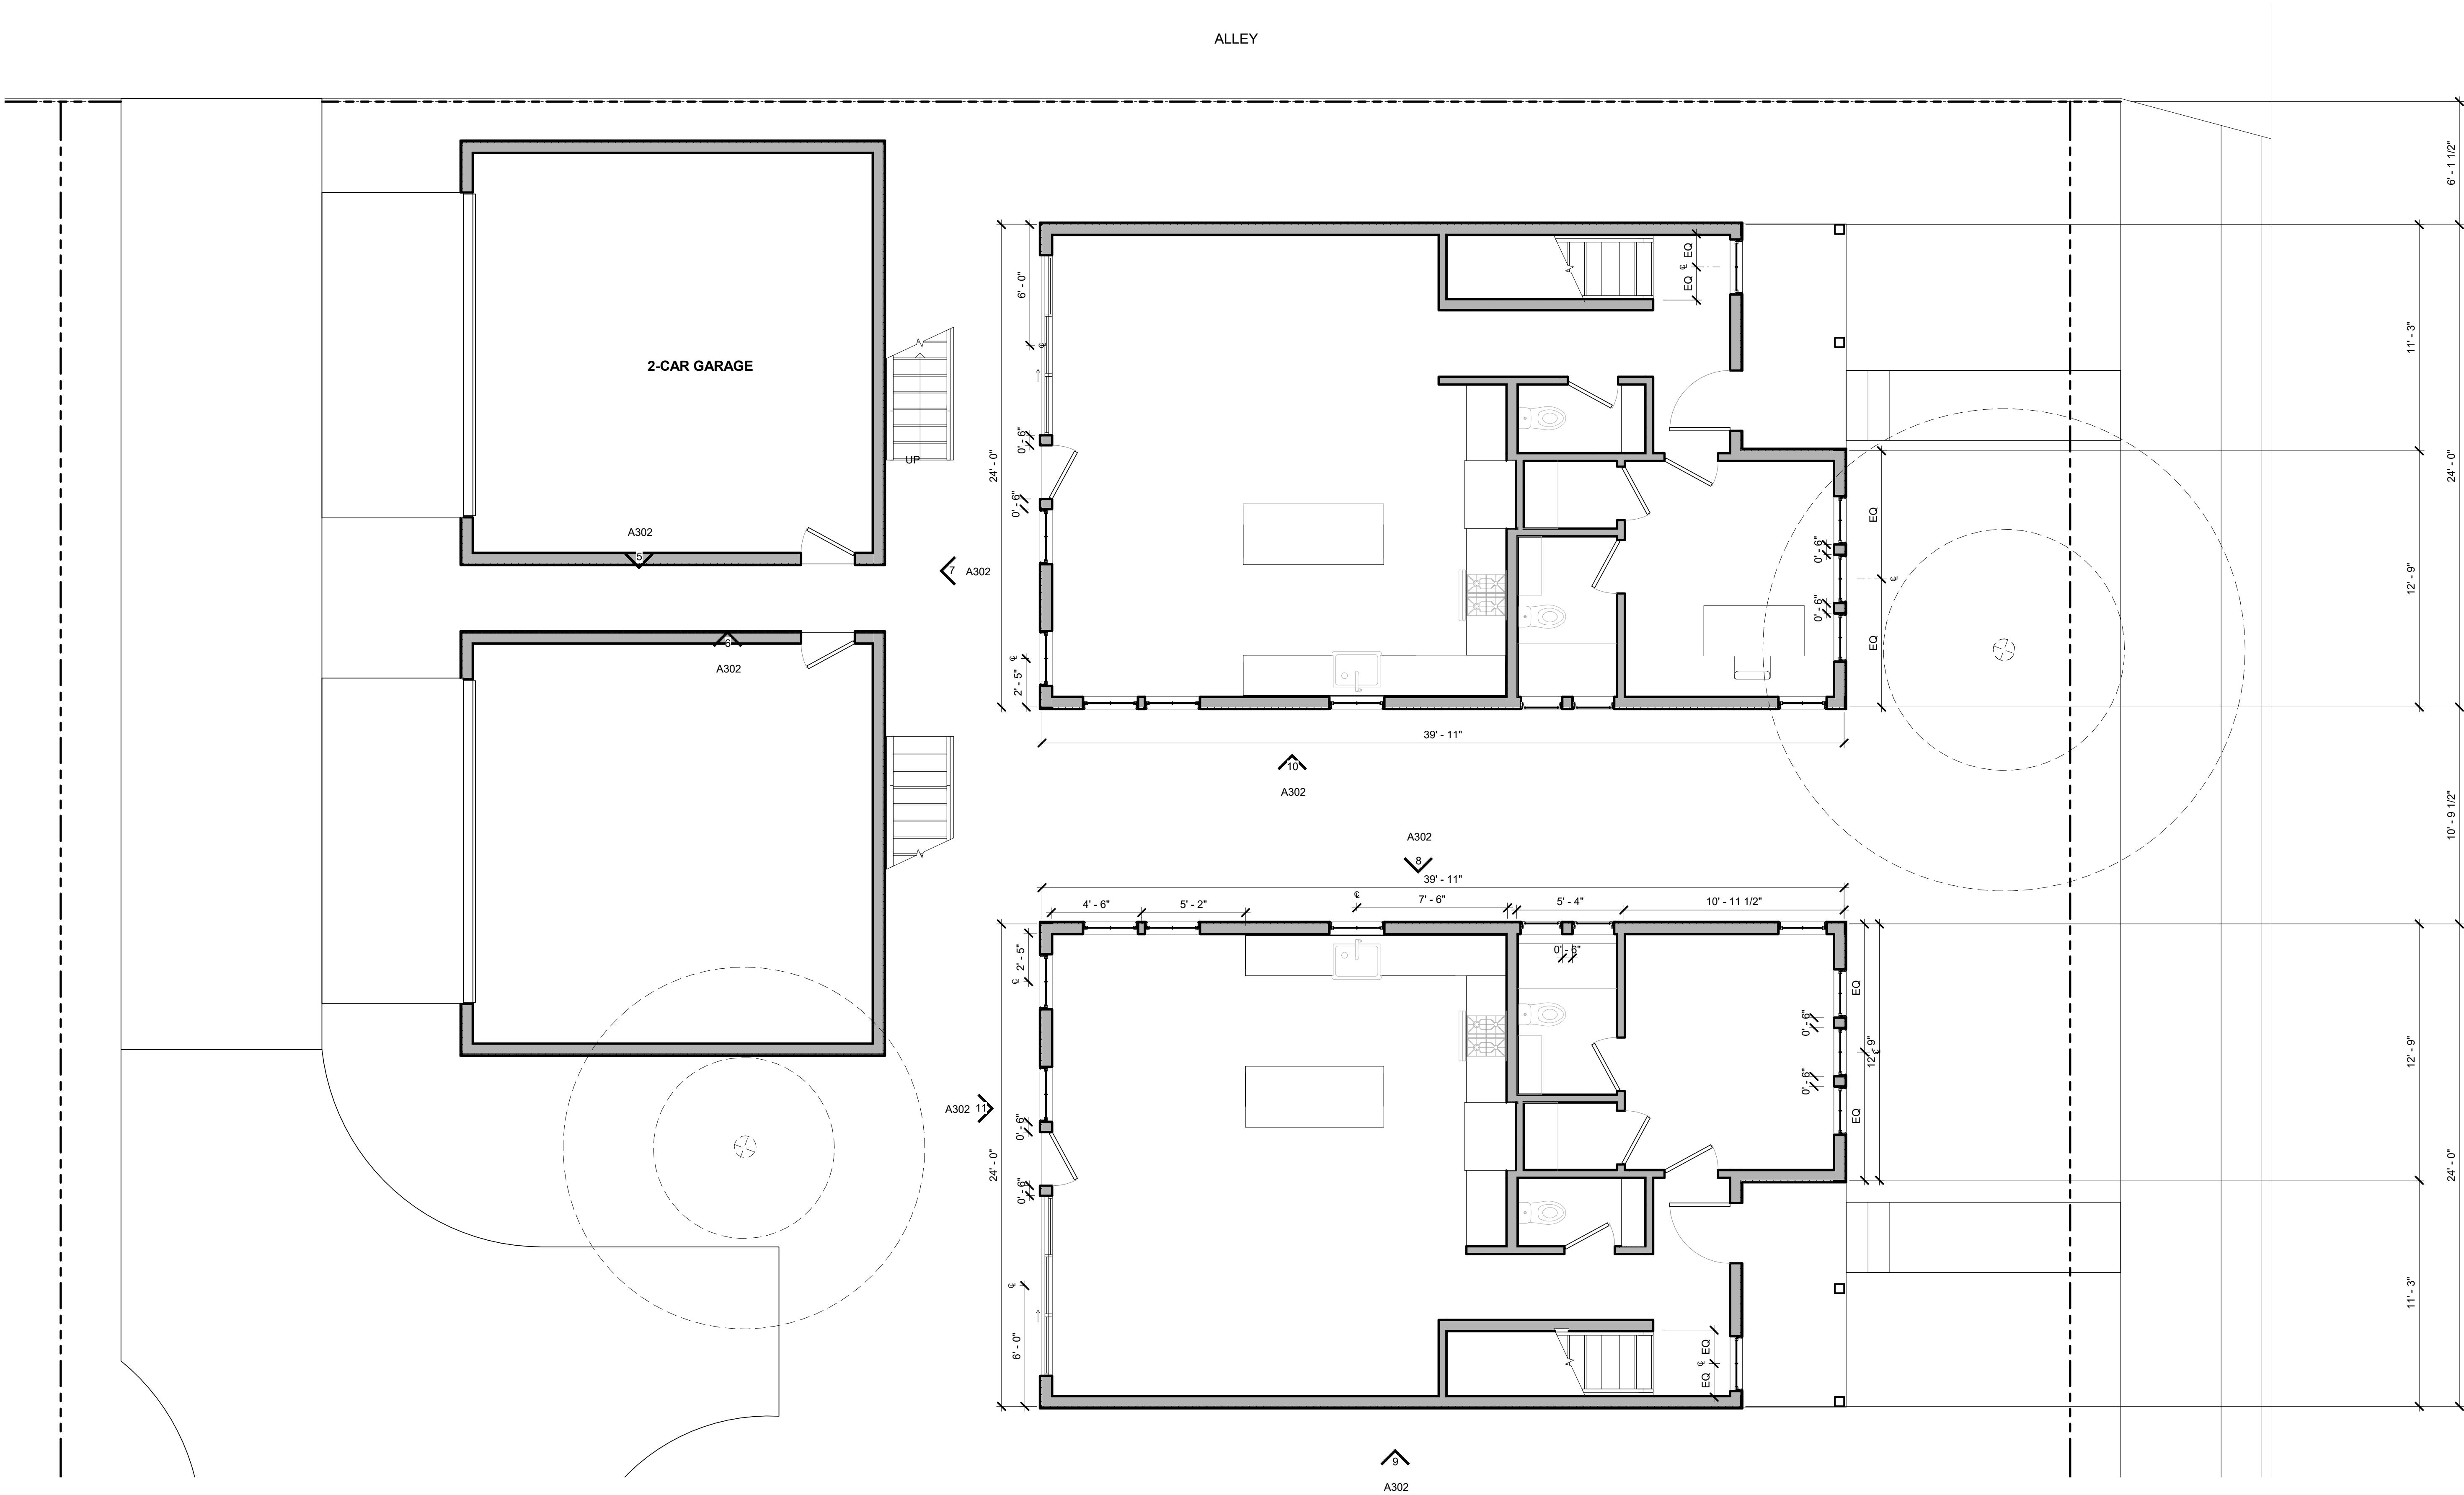 ALLEY
6' - 1 1/2"
EQ
℄
EQ
6' - 0"
℄
11' - 3"
2-CAR GARAGE
UP
0' - 6"
24' - 0"
24' - 0"
0' - 6"
EQ
A302
5
0' - 6"
7 A302
℄
12' - 9"
0' - 6"
6
A302
EQ
℄
2' - 5"
39' - 11"
10
A302
10' - 9 1/2"
A302
8
39' - 11"
℄
4' - 6"
5' - 2"
7' - 6"
5' - 4"
10' - 11 1/2"
2' - 5"
0' - 6"
℄
EQ
0' - 6"
12' - 9"
℄
12' - 9"
0' - 6"
A302 11
EQ
0' - 6"
24' - 0"
24' - 0"
0' - 6"
℄
11' - 3"
6' - 0"
EQ
℄
EQ
9
A302